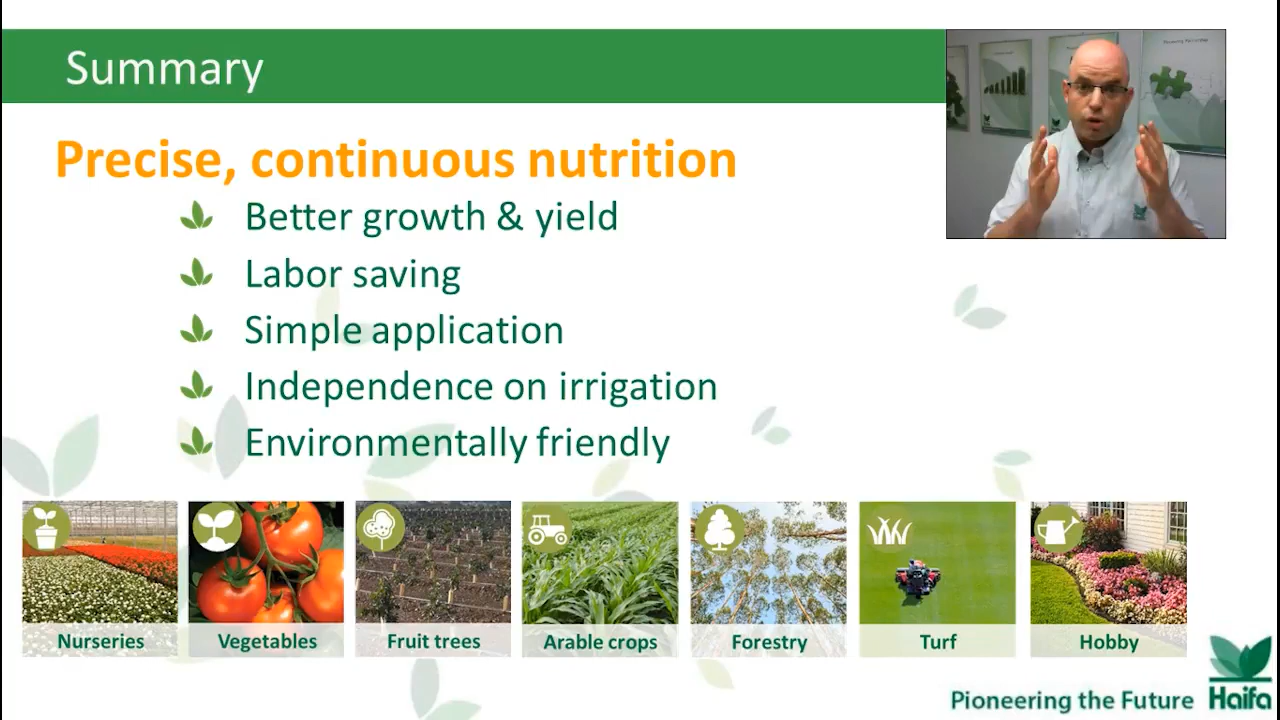 Summary
Precise, continuous nutrition
Better growth & yield
Labor saving
Simple application
Independence on irrigation
Environmentally friendly
Nurseries
Vegetables
Fruit trees
Arable crops
Forestry
Turf
Hobby
Pioneering the Future
Haifa